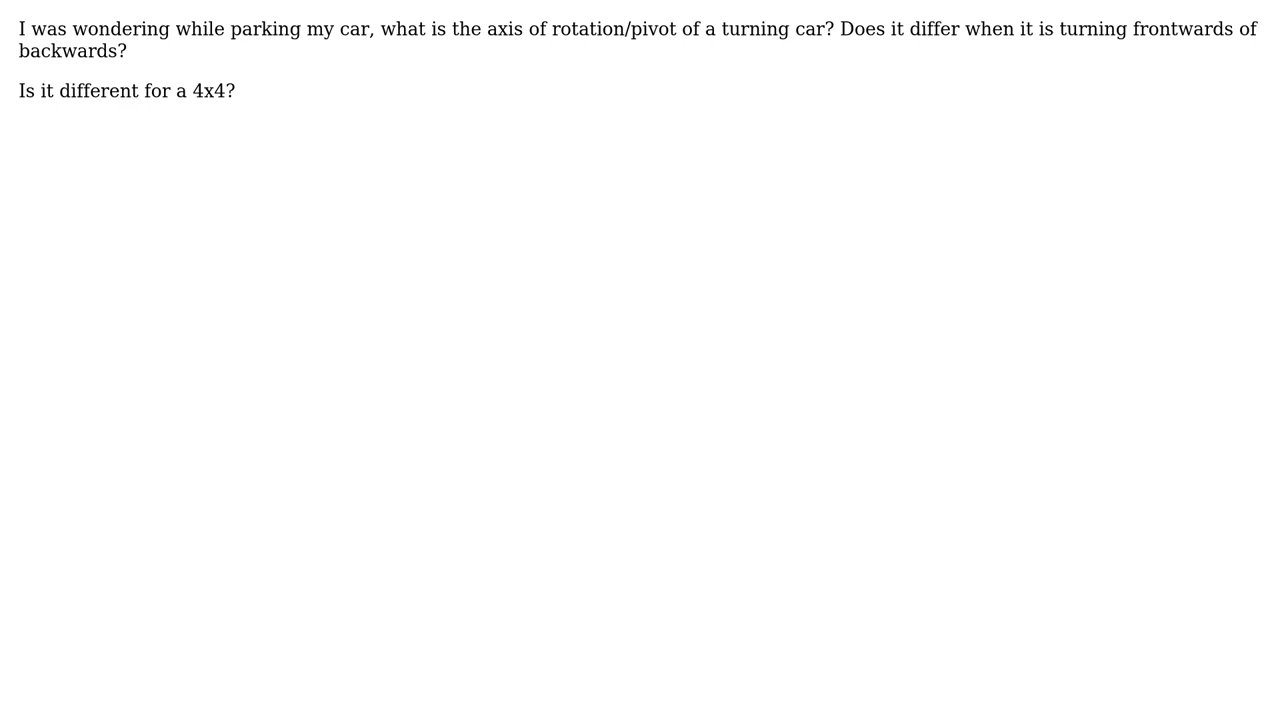 I was wondering while parking my car, what is the axis of rotation/pivot of a turning car? Does it differ when it is turning frontwards of
backwards?
Is it different for a 4x4?